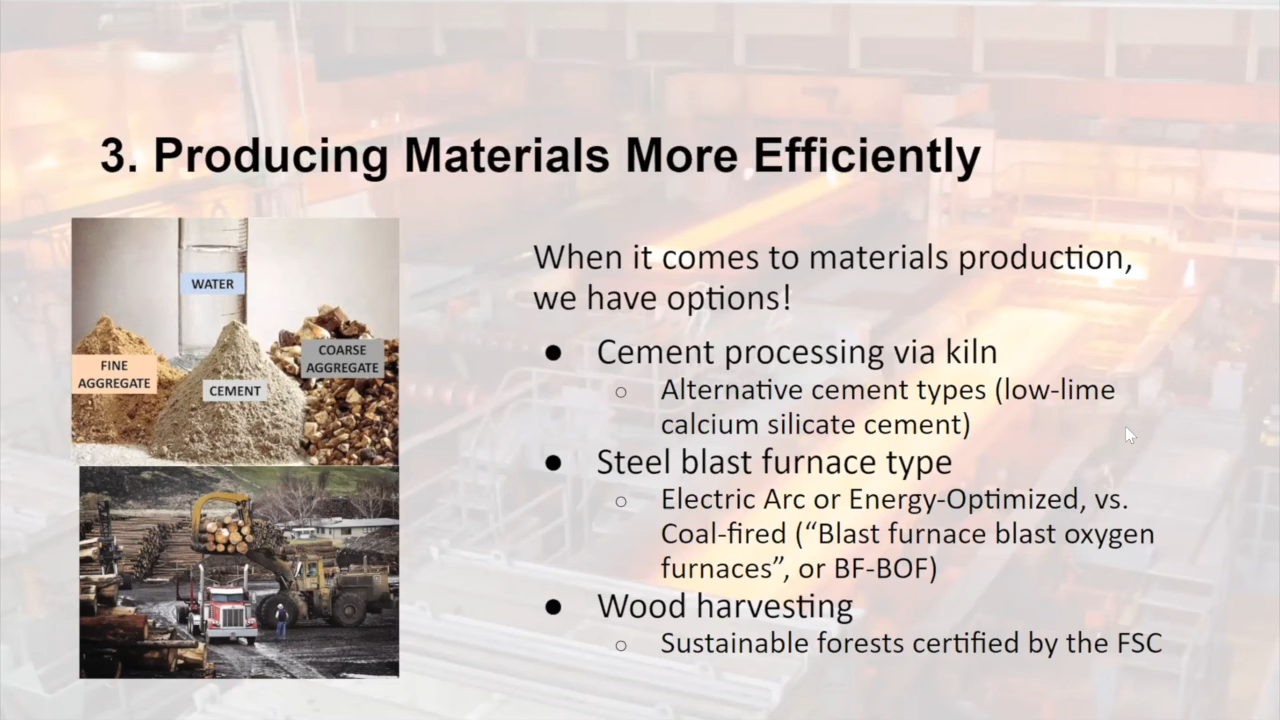 3. Producing Materials More Efficiently
WATER
FINE
AGGREGATE
CEMENT
COARSE
AGGREGATE
When it comes to materials production,
we have options!
● Cement processing via kiln
○ Alternative cement types (low-lime
calcium silicate cement)
● Steel blast furnace type
○ Electric Arc or Energy-Optimized, vs.
Coal-fired (“Blast furnace blast oxygen
furnaces”, or BF-BOF)
● Wood harvesting
○ Sustainable forests certified by the FSC